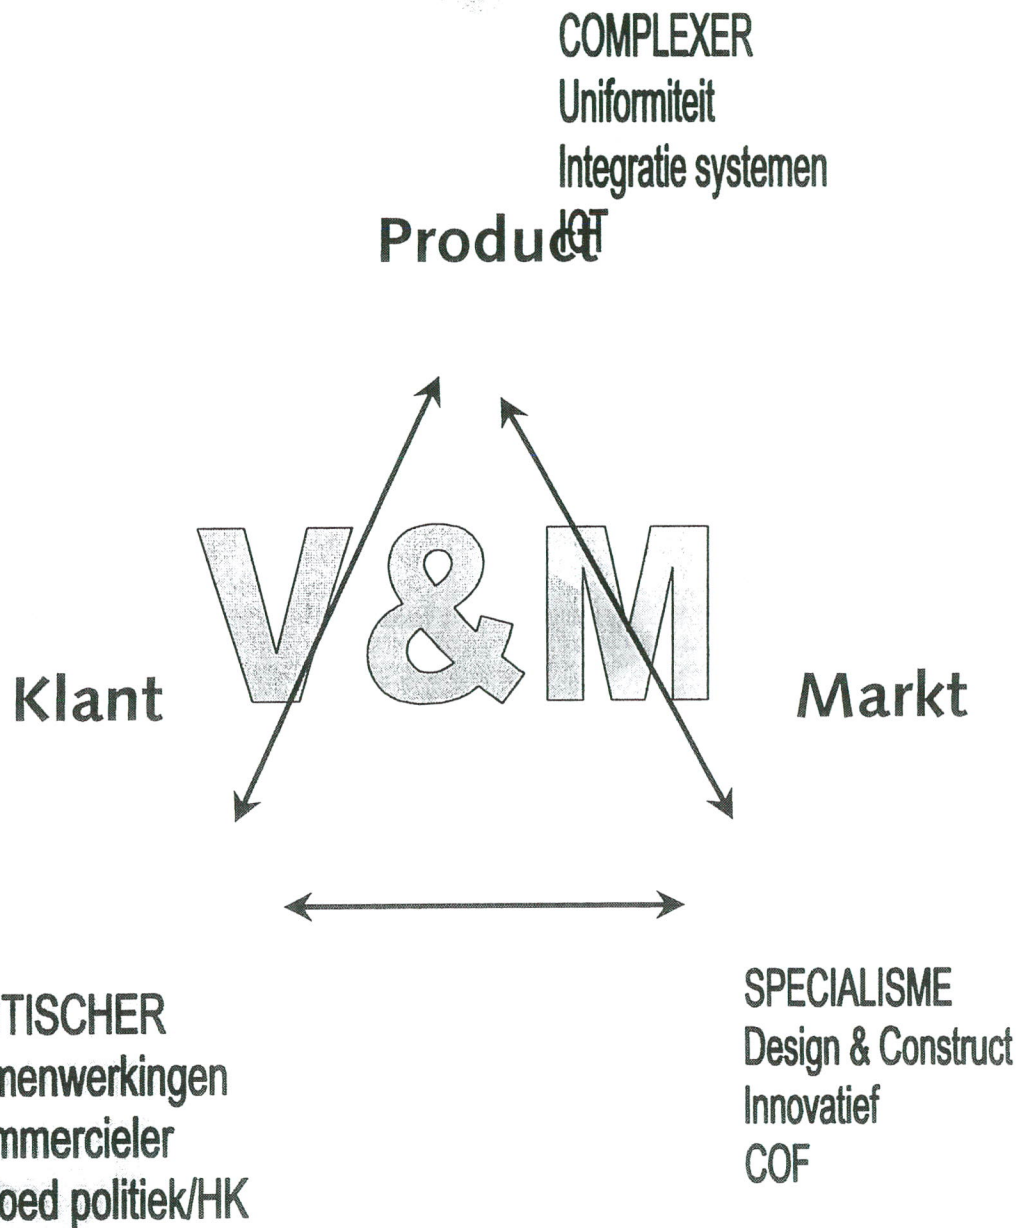 COMPLEXER
Uniformiteit
Integratie systemen
Product
V&M
Klant
Markt
TISCHER
menwerkingen
mmercieler
oed politiek/HK
SPECIALISME
Design & Construct
Innovatief
COF